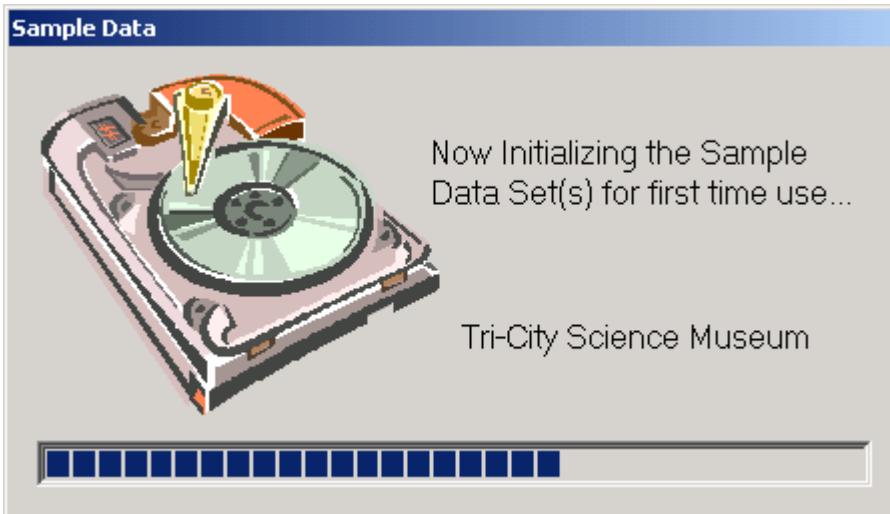 Sample Data
Now Initializing the Sample
Data Set(s) for first time use...
Tri-City Science Museum